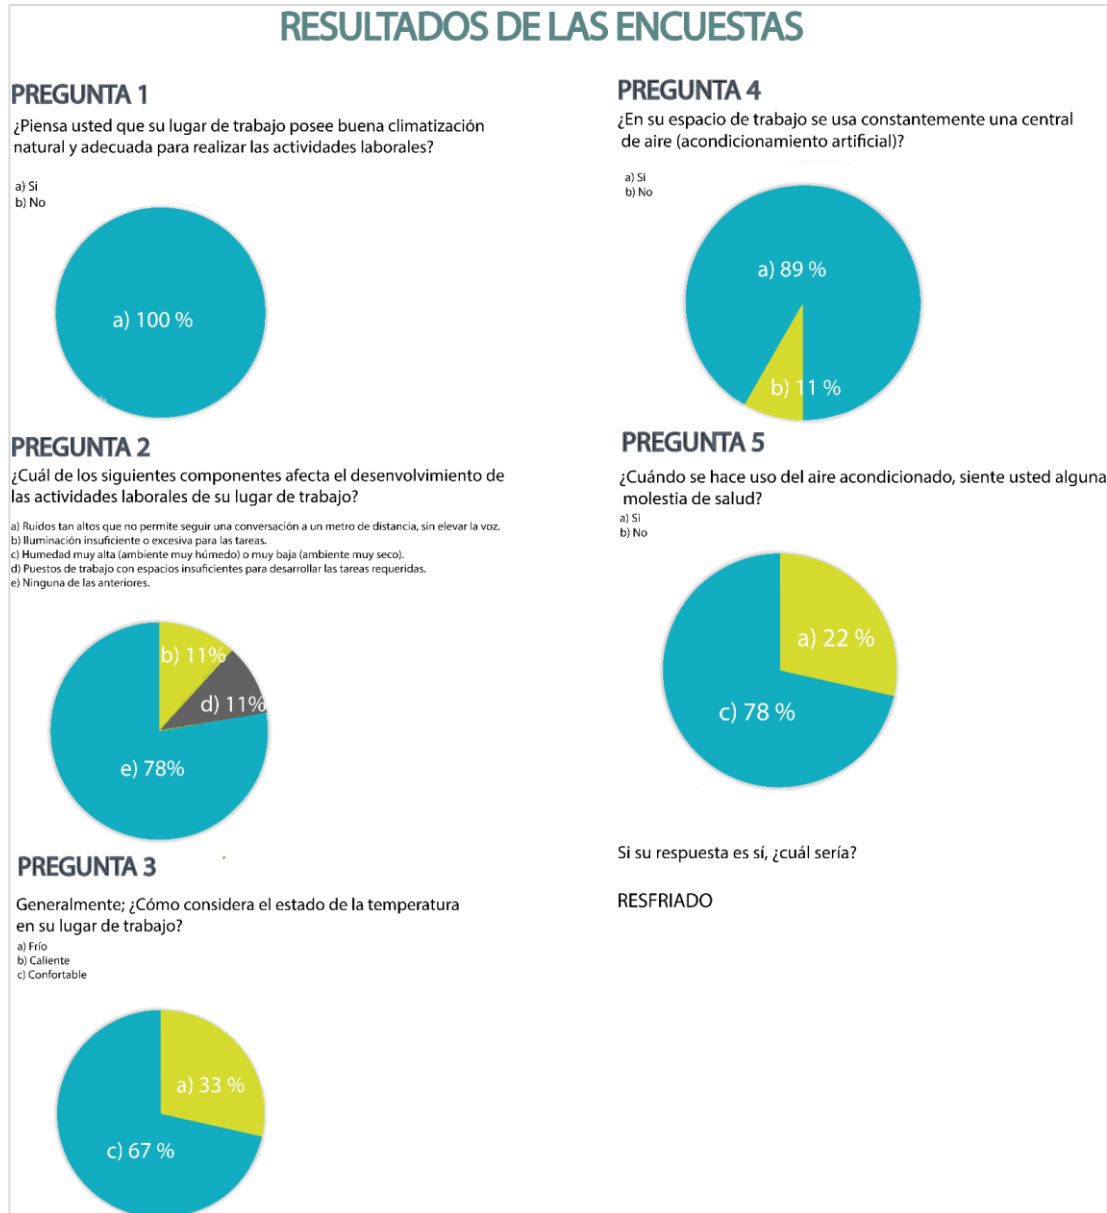 RESULTADOS DE LAS ENCUESTAS
PREGUNTA 1
¿Piensa usted que su lugar de trabajo posee buena climatización
natural y adecuada para realizar las actividades laborales?
a) Si
b) No
a) 100 %
PREGUNTA 2
¿Cuál de los siguientes componentes afecta el desenvolvimiento de
las actividades laborales de su lugar de trabajo?
a) Ruidos tan altos que no permite seguir una conversación a un metro de distancia, sin elevar la voz.
b) Iluminación insuficiente o excesiva para las tareas.
c) Humedad muy alta (ambiente muy húmedo) o muy baja (ambiente muy seco).
d) Puestos de trabajo con espacios insuficientes para desarrollar las tareas requeridas.
e) Ninguna de las anteriores.
b) 11%
d) 11%
e) 78%
PREGUNTA 3
Generalmente; ¿Cómo considera el estado de la temperatura
en su lugar de trabajo?
a) Frío
b) Caliente
c) Confortable
a) 33 %
c) 67 %
PREGUNTA 4
¿En su espacio de trabajo se usa constantemente una central
de aire (acondicionamiento artificial)?
a) Si
b) No
a) 89 %
b) 11 %
PREGUNTA 5
¿Cuándo se hace uso del aire acondicionado, siente usted alguna
molestia de salud?
a) Si
b) No
a) 22 %
c) 78 %
Si su respuesta es sí, ¿cuál sería?
RESFRIADO